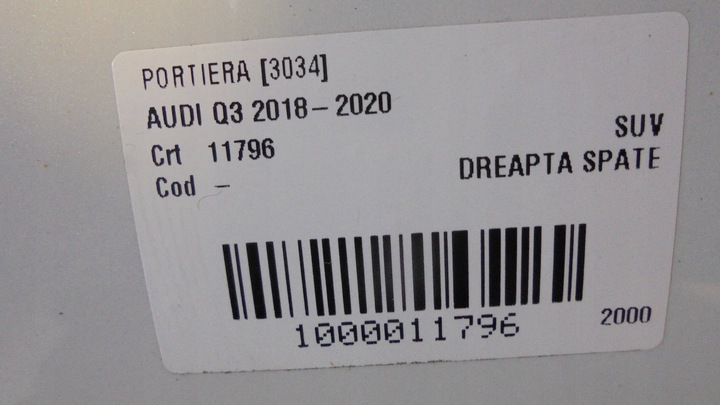 PORTIERA [3034]
AUDI Q3 2018-2020
SUV
Crt 11796
DREAPTA SPATE
Cod -
1000011796
2000